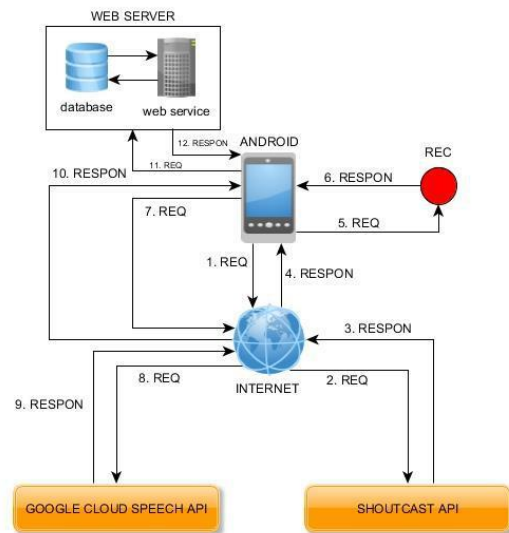 WEB SERVER
database
web service
12. RESPON
ANDROID
11. REQ
REC
10. RESPON
6. RESPON
7. REQ
5. REQ
1. REQ
4. RESPON
3. RESPON
8. REQ
INTERNET
2. REQ
9. RESPON
GOOGLE CLOUD SPEECH API
SHOUTCAST API